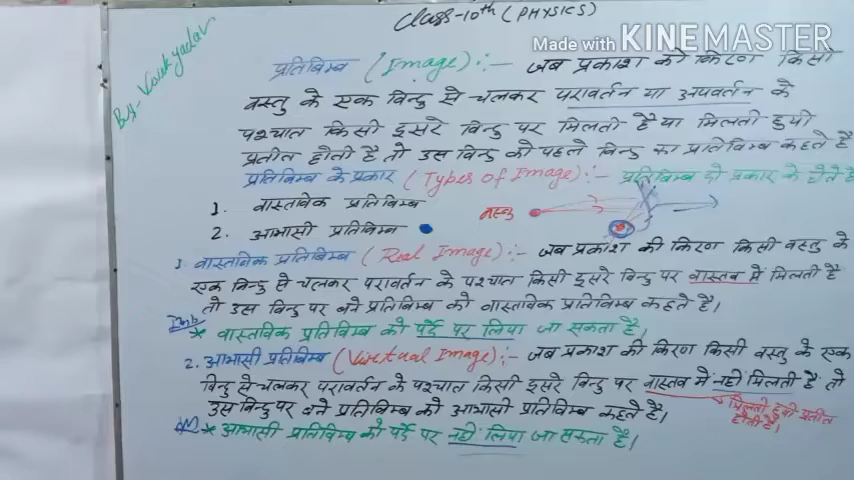 Class-10th (PHYSICS)
Made with KINEMASTER
By:- Vivek yadav
प्रतिबिम्ब (Image):- जब प्रकाश की किरण किसी
वस्तु के एक बिन्दु से चलकर परावर्तन या अपवर्तन के
पश्चात किसी दूसरे बिन्दु पर मिलती है या मिलती हुयी
प्रतीत होती है तो उस बिन्दु को पहले बिन्दु का प्रतिबिम्ब कहते हैं
प्रतिबिम्ब के प्रकार (Types of Image):- प्रतिबिम्ब दो प्रकार के होते हैं
1. वास्तविक प्रतिबिम्ब
वस्तु
2. आभासी प्रतिबिम्ब
1. वास्तविक प्रतिबिम्ब (Real Image):- जब प्रकाश की किरण किसी वस्तु के
एक बिन्दु से चलकर परावर्तन के पश्चात किसी दूसरे बिन्दु पर वास्तव में मिलती है
तो उस बिन्दु पर बने प्रतिबिम्ब को वास्तविक प्रतिबिम्ब कहते हैं।
Imp * वास्तविक प्रतिबिम्ब को पर्दे पर लिया जा सकता है।
2. आभासी प्रतिबिम्ब (Virtual Image):- जब प्रकाश की किरण किसी वस्तु के एक
बिन्दु से चलकर परावर्तन के पश्चात किसी दूसरे बिन्दु पर वास्तव में नहीं मिलती है तो
मिलती हुयी प्रतीत
होती है।
उस बिन्दु पर बने प्रतिबिम्ब को आभासी प्रतिबिम्ब कहते हैं।
* आभासी प्रतिबिम्ब को पर्दे पर नहीं लिया जा सकता है।